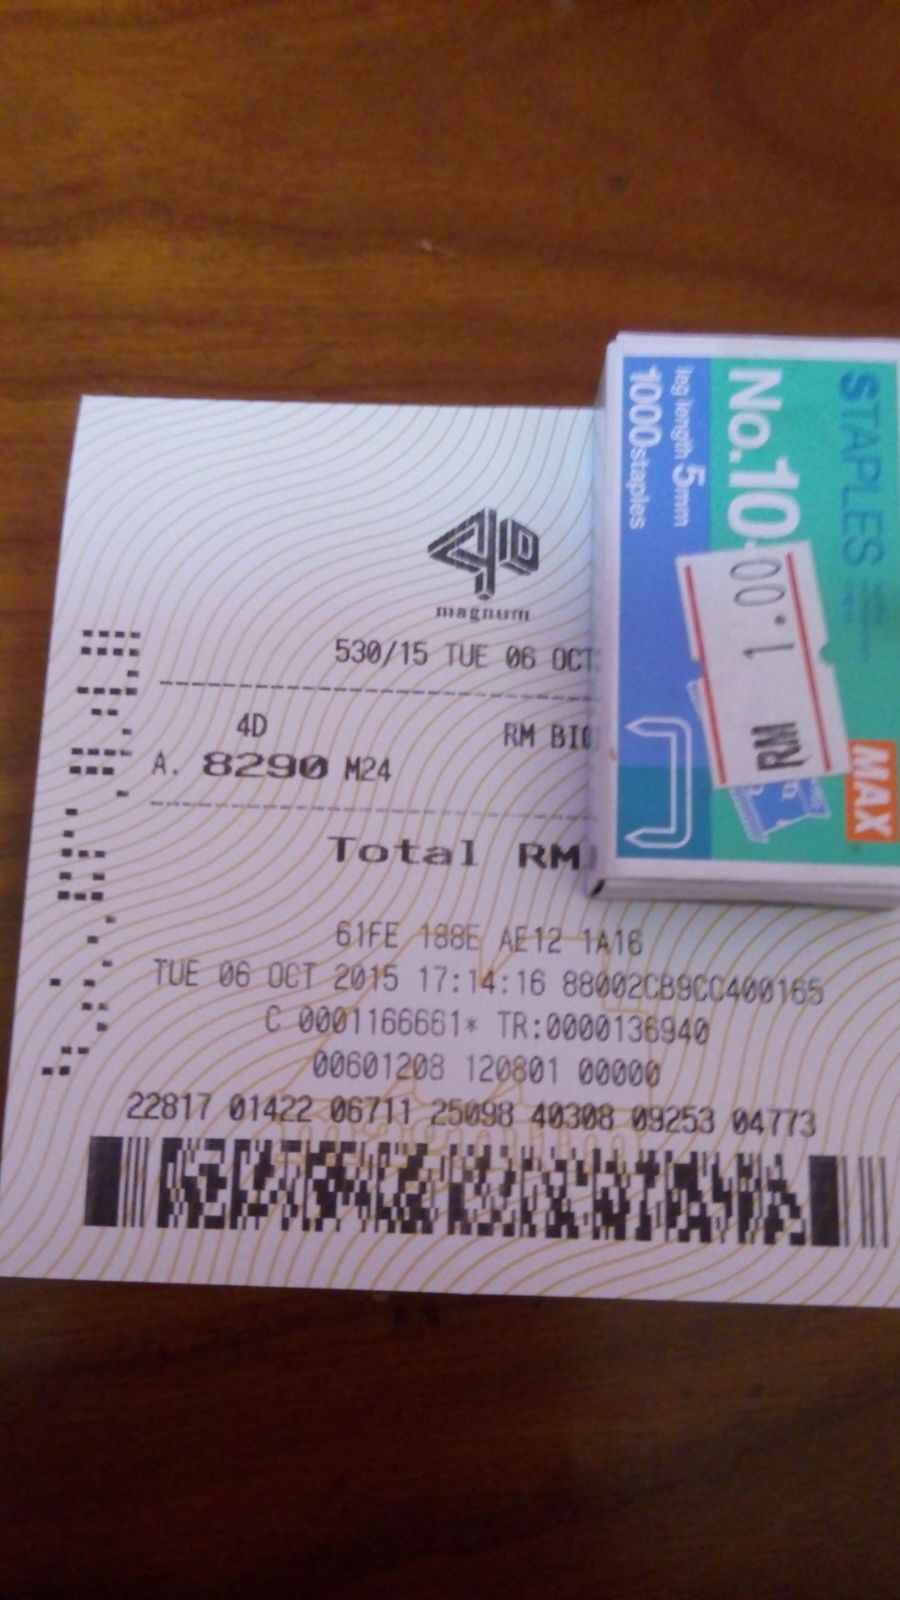 4D
magnum
530/15 TUE 06 OCT
4D RM BIG
A. 8290 M24
Total RM
61FE 188E AE12 1A16
TUE 06 OCT 2015 17:14:16 88002CB9CC400165
C 0001166661* TR:0000136940
00601208 120801 00000
22817 01422 06711 25098 40308 09253 04773
STAPLES
No.10
leg length 5mm
1000staples
RM 1.00
MAX